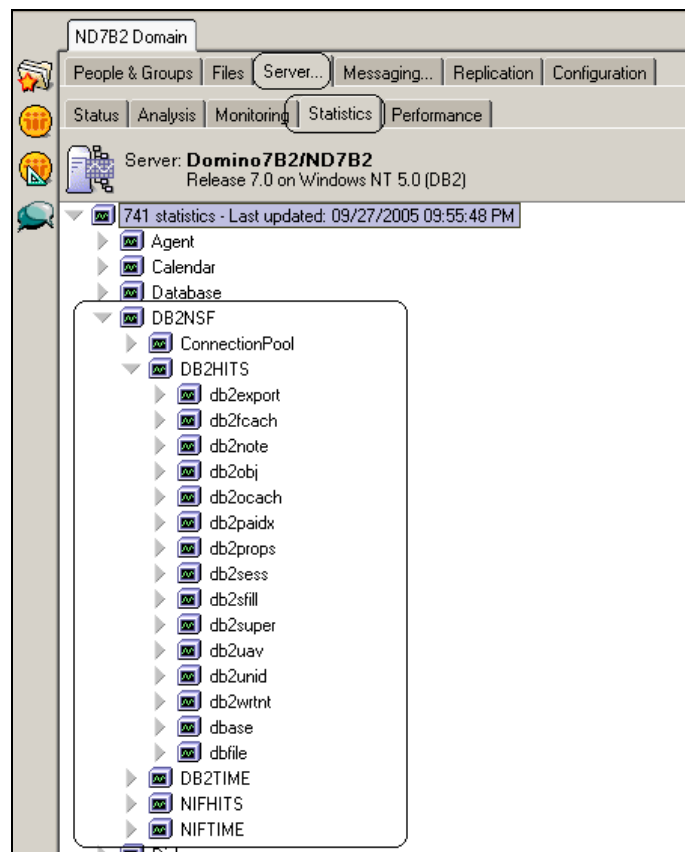 ND7B2 Domain
People & Groups Files Server... Messaging... Replication Configuration
Status Analysis Monitoring Statistics Performance
Server: Domino7B2/ND7B2
Release 7.0 on Windows NT 5.0 (DB2)
741 statistics - Last updated: 09/27/2005 09:55:48 PM
Agent
Calendar
Database
DB2NSF
ConnectionPool
DB2HITS
db2export
db2fcach
db2note
db2obj
db2ocach
db2paidx
db2props
db2sess
db2sfill
db2super
db2uav
db2unid
db2wrtnt
dbase
dbfile
DB2TIME
NIFHITS
NIFTIME